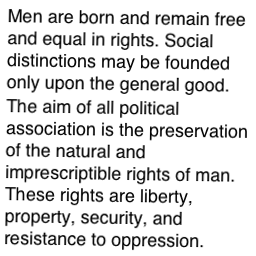 Men are born and remain free
and equal in rights. Social
distinctions may be founded
only upon the general good.
The aim of all political
association is the preservation
of the natural and
imprescriptible rights of man.
These rights are liberty,
property, security, and
resistance to oppression.